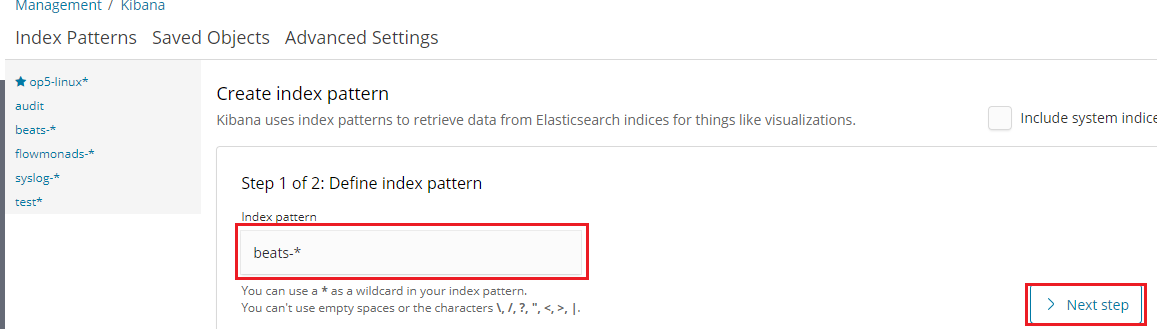 Management / Kibana
Index Patterns Saved Objects Advanced Settings
★ op5-linux*
audit
beats-*
flowmonads-*
syslog-*
test*
Create index pattern
Kibana uses index patterns to retrieve data from Elasticsearch indices for things like visualizations.
Include system indice
Step 1 of 2: Define index pattern
Index pattern
beats-*
You can use a * as a wildcard in your index pattern.
You can't use empty spaces or the characters \, /, ?, ", <, >, |.
> Next step